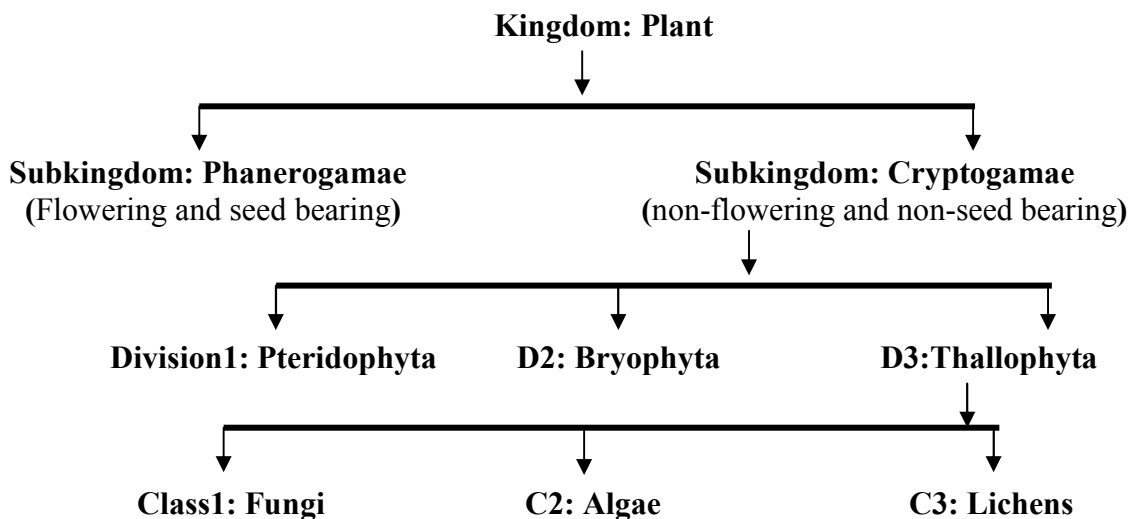 Kingdom: Plant
Subkingdom: Phanerogamae
(Flowering and seed bearing)
Subkingdom: Cryptogamae
(non-flowering and non-seed bearing)
Division1: Pteridophyta
D2: Bryophyta
D3:Thallophyta
Class1: Fungi
C2: Algae
C3: Lichens